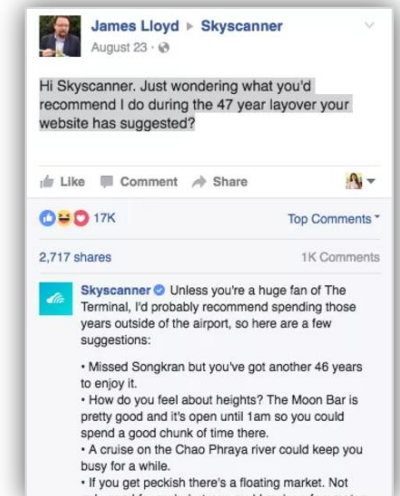 James Lloyd ▸ Skyscanner
August 23 ·
Hi Skyscanner. Just wondering what you'd
recommend I do during the 47 year layover your
website has suggested?
Like Comment Share
17K Top Comments
2,717 shares 1K Comments
Skyscanner Unless you're a huge fan of The
Terminal, I'd probably recommend spending those
years outside of the airport, so here are a few
suggestions:
• Missed Songkran but you've got another 46 years
to enjoy it.
• How do you feel about heights? The Moon Bar is
pretty good and it's open until 1am so you could
spend a good chunk of time there.
• A cruise on the Chao Phraya river could keep you
busy for a while.
• If you get peckish there's a floating market. Not